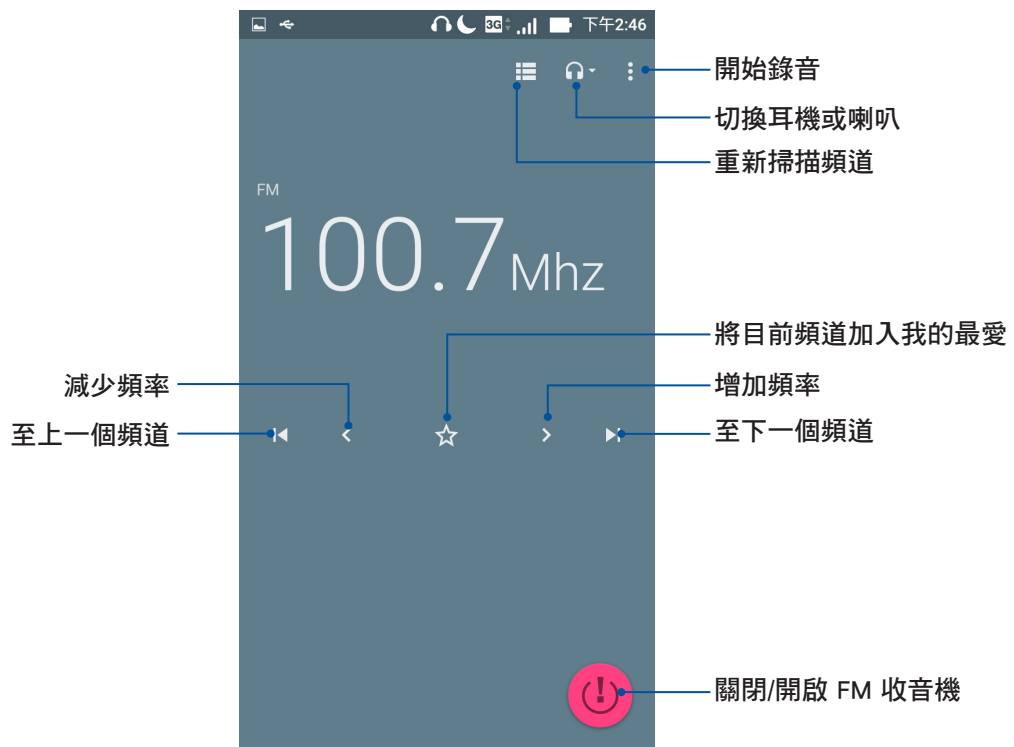 3G 下午2:46
開始錄音
切換耳機或喇叭
重新掃描頻道
FM
100.7Mhz
將目前頻道加入我的最愛
減少頻率
增加頻率
至上一個頻道
至下一個頻道
關閉/開啟 FM 收音機